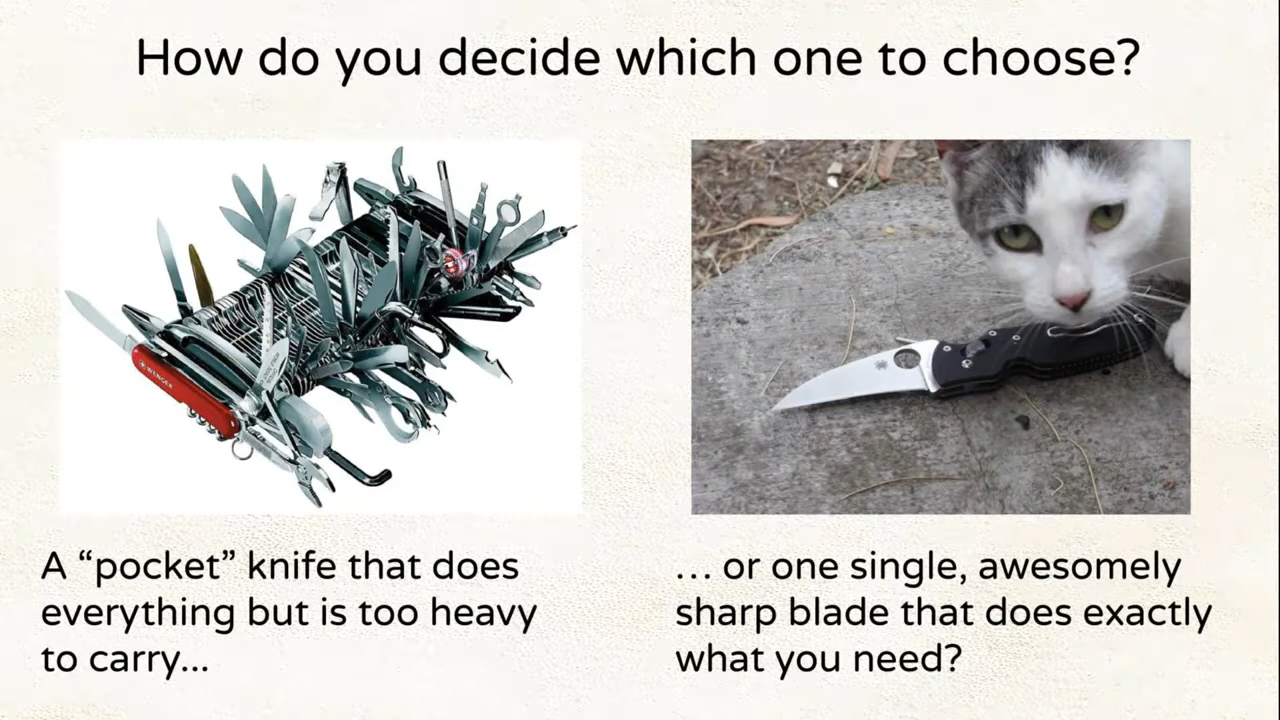 How do you decide which one to choose?
WENGER
A “pocket” knife that does
everything but is too heavy
to carry...
… or one single, awesomely
sharp blade that does exactly
what you need?